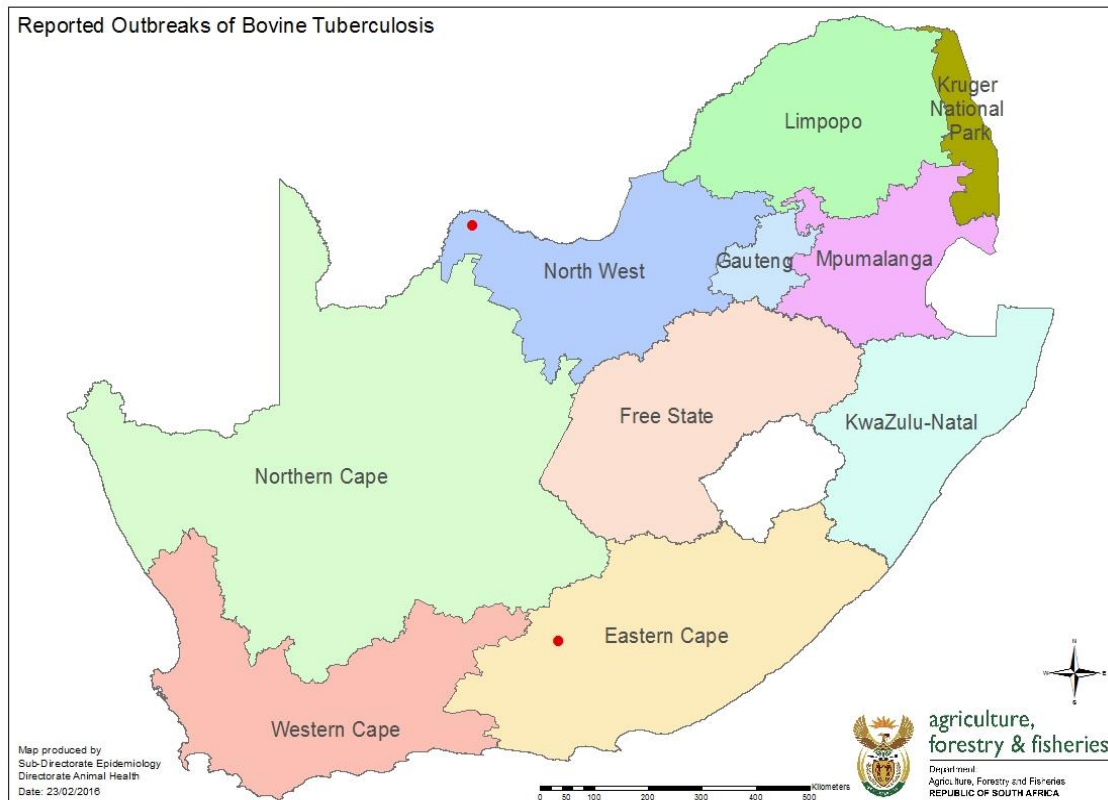 Reported Outbreaks of Bovine Tuberculosis
Limpopo
Kruger
National
Park
North West
Gauteng
Mpumalanga
Free State
KwaZulu-Natal
Northern Cape
Eastern Cape
Western Cape
N
W
E
S
Map produced by
Sub-Directorate Epidemiology
Directorate Animal Health
Date: 23/02/2016
0 50 100 200 300 400 500
Kilometers
agriculture,
forestry & fisheries
Department:
Agriculture, Forestry and Fisheries
REPUBLIC OF SOUTH AFRICA